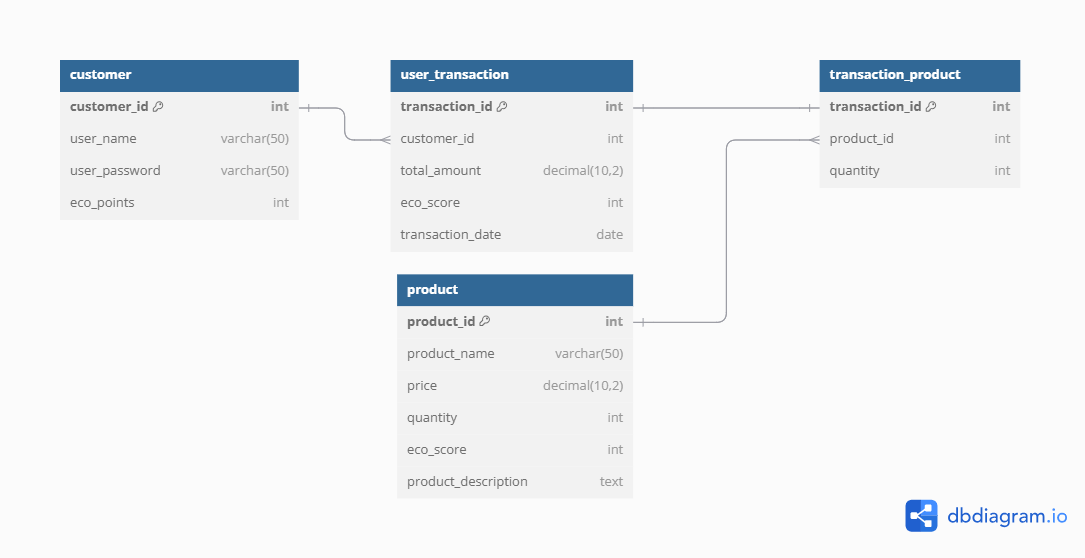 customer
customer_id int
user_name varchar(50)
user_password varchar(50)
eco_points int
user_transaction
transaction_id int
customer_id int
total_amount decimal(10,2)
eco_score int
transaction_date date
transaction_product
transaction_id int
product_id int
quantity int
product
product_id int
product_name varchar(50)
price decimal(10,2)
quantity int
eco_score int
product_description text
dbdiagram.io